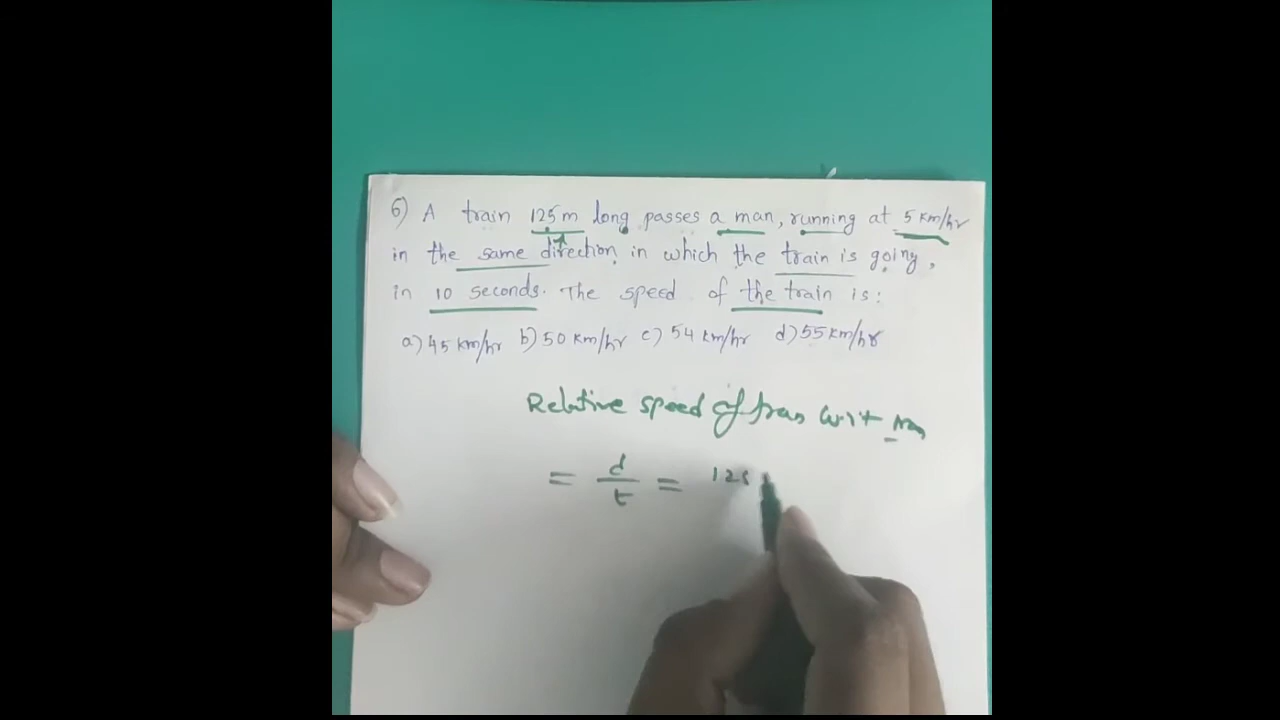 6) A train 125m long passes a man, running at 5 km/hr
in the same direction in which the train is going,
in 10 seconds. The speed of the train is:
a) 45 km/hr b) 50 km/hr c) 54 km/hr d) 55 km/hr
Relative speed of train w.r.t man
= d/t = 125